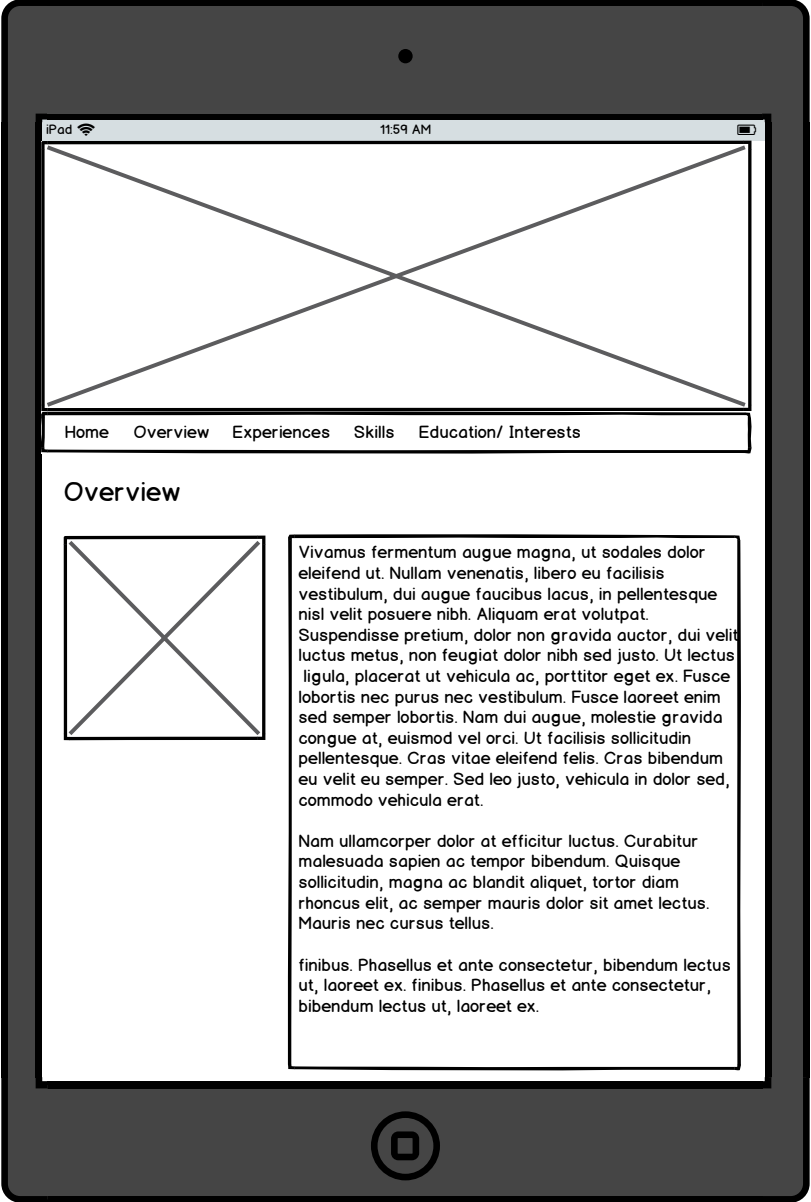 iPad 11:59 AM
Home Overview Experiences Skills Education/ Interests
Overview
Vivamus fermentum augue magna, ut sodales dolor
eleifend ut. Nullam venenatis, libero eu facilisis
vestibulum, dui augue faucibus lacus, in pellentesque
nisl velit posuere nibh. Aliquam erat volutpat.
Suspendisse pretium, dolor non gravida auctor, dui velit
luctus metus, non feugiat dolor nibh sed justo. Ut lectus
ligula, placerat ut vehicula ac, porttitor eget ex. Fusce
lobortis nec purus nec vestibulum. Fusce laoreet enim
sed semper lobortis. Nam dui augue, molestie gravida
congue at, euismod vel orci. Ut facilisis sollicitudin
pellentesque. Cras vitae eleifend felis. Cras bibendum
eu velit eu semper. Sed leo justo, vehicula in dolor sed,
commodo vehicula erat.
Nam ullamcorper dolor at efficitur luctus. Curabitur
malesuada sapien ac tempor bibendum. Quisque
sollicitudin, magna ac blandit aliquet, tortor diam
rhoncus elit, ac semper mauris dolor sit amet lectus.
Mauris nec cursus tellus.
finibus. Phasellus et ante consectetur, bibendum lectus
ut, laoreet ex. finibus. Phasellus et ante consectetur,
bibendum lectus ut, laoreet ex.